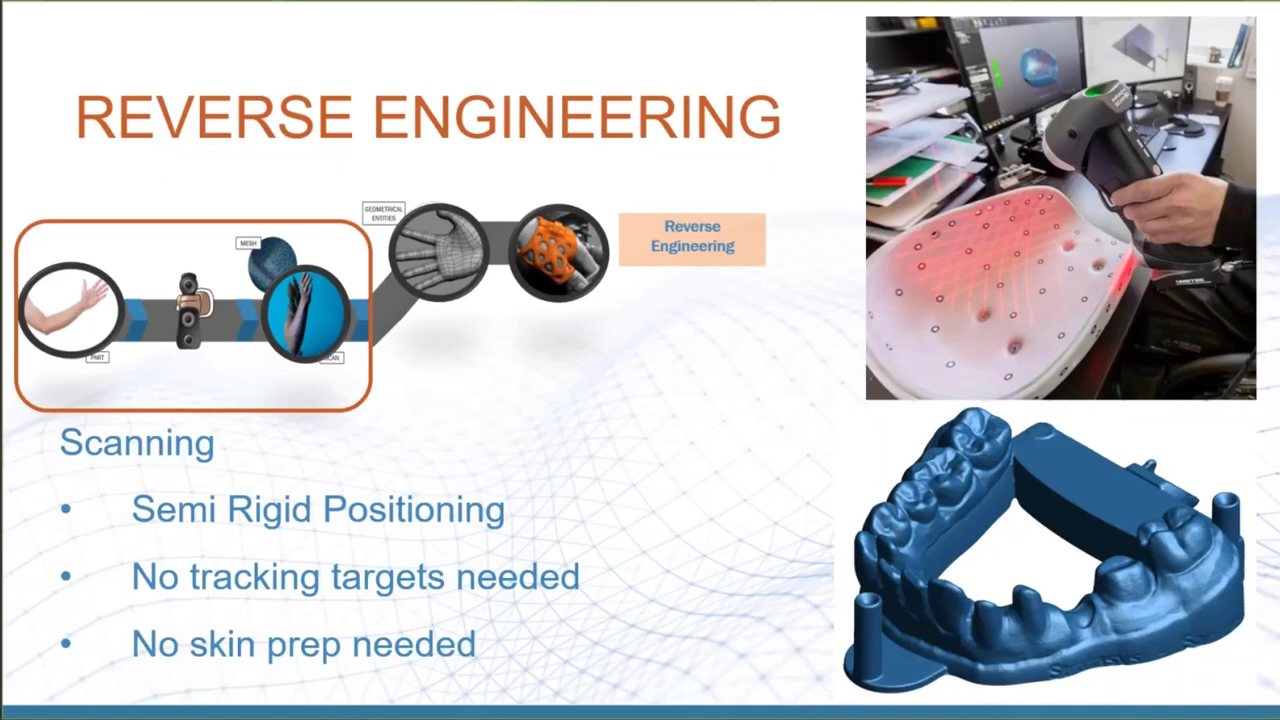 REVERSE ENGINEERING
GEOMETRICAL
ENTITIES
MESH
PART
SCAN
Reverse
Engineering
Scanning
• Semi Rigid Positioning
• No tracking targets needed
• No skin prep needed